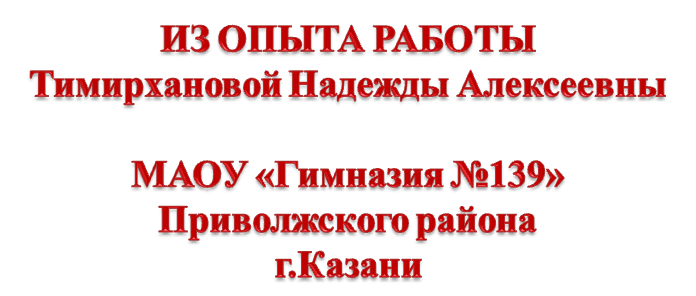 ИЗ ОПЫТА РАБОТЫ
Тимирхановой Надежды Алексеевны
МАОУ «Гимназия №139»
Приволжского района
г.Казани